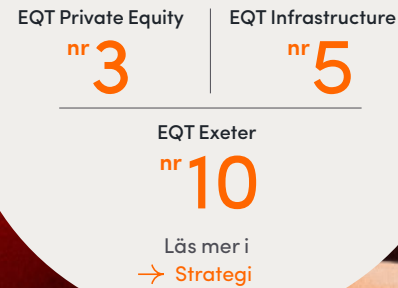 EQT Private Equity
nr 3
EQT Infrastructure
nr 5
EQT Exeter
nr 10
Läs mer i
→ Strategi